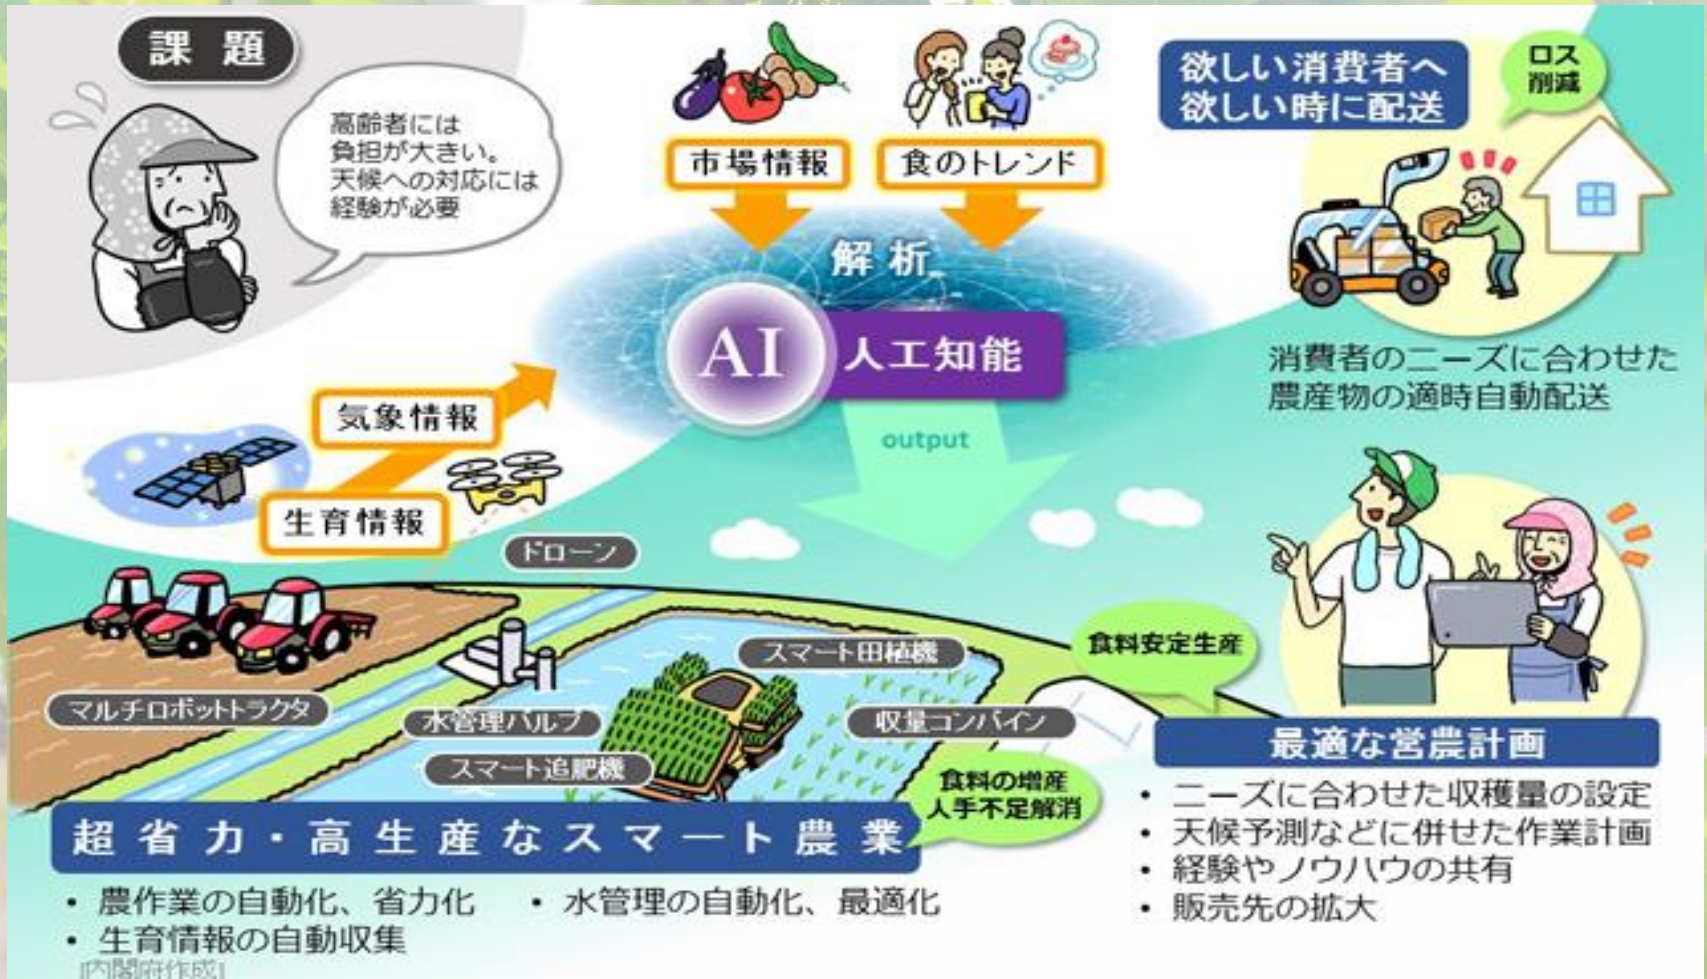 課題
高齢者には
負担が大きい。
天候への対応には
経験が必要
市場情報
食のトレンド
欲しい消費者へ
欲しい時に配送
ロス
削減
解析
AI 人工知能
output
消費者のニーズに合わせた
農産物の適時自動配送
気象情報
生育情報
ドローン
マルチロボットトラクタ
水管理バルブ
スマート追肥機
スマート田植機
収量コンバイン
食料安定生産
食料の増産
人手不足解消
超省力・高生産なスマート農業
• 農作業の自動化、省力化
• 水管理の自動化、最適化
• 生育情報の自動収集
最適な営農計画
• ニーズに合わせた収穫量の設定
• 天候予測などに併せた作業計画
• 経験やノウハウの共有
• 販売先の拡大
[内閣府作成]